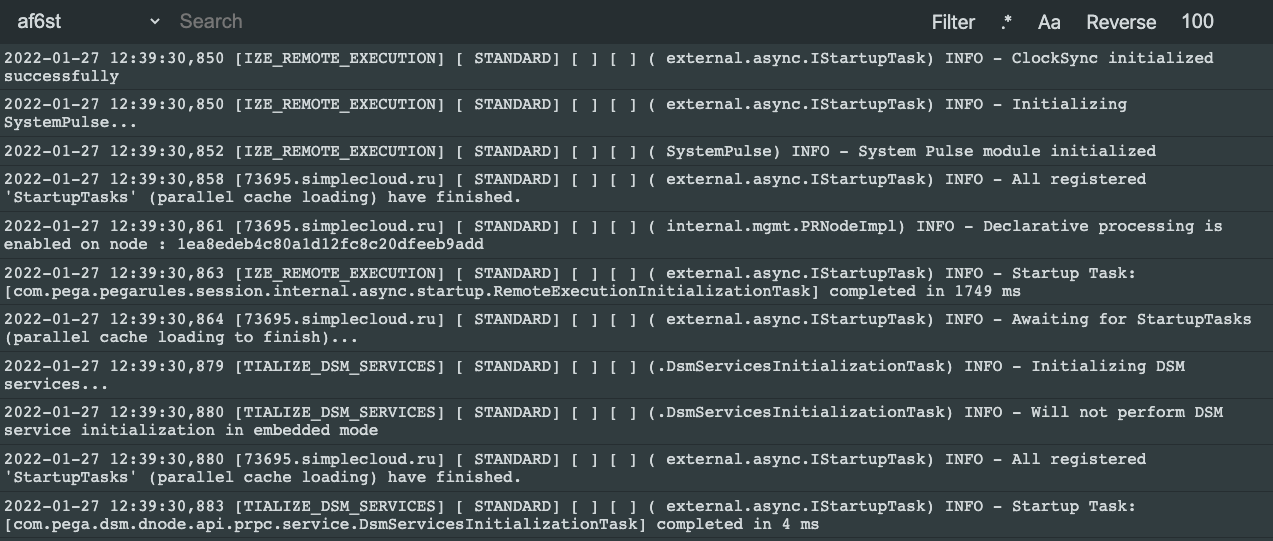 af6st Search Filter .* Aa Reverse 100
2022-01-27 12:39:30,850 [IZE_REMOTE_EXECUTION] [ STANDARD] [ ] [ ] ( external.async.IStartupTask) INFO - ClockSync initialized
successfully
2022-01-27 12:39:30,850 [IZE_REMOTE_EXECUTION] [ STANDARD] [ ] [ ] ( external.async.IStartupTask) INFO - Initializing
SystemPulse...
2022-01-27 12:39:30,852 [IZE_REMOTE_EXECUTION] [ STANDARD] [ ] [ ] ( SystemPulse) INFO - System Pulse module initialized
2022-01-27 12:39:30,858 [73695.simplecloud.ru] [ STANDARD] [ ] [ ] ( external.async.IStartupTask) INFO - All registered
'StartupTasks' (parallel cache loading) have finished.
2022-01-27 12:39:30,861 [73695.simplecloud.ru] [ STANDARD] [ ] [ ] ( internal.mgmt.PRNodeImpl) INFO - Declarative processing is
enabled on node : 1ea8edeb4c80a1d12fc8c20dfeeb9add
2022-01-27 12:39:30,863 [IZE_REMOTE_EXECUTION] [ STANDARD] [ ] [ ] ( external.async.IStartupTask) INFO - Startup Task:
[com.pega.pegarules.session.internal.async.startup.RemoteExecutionInitializationTask] completed in 1749 ms
2022-01-27 12:39:30,864 [73695.simplecloud.ru] [ STANDARD] [ ] [ ] ( external.async.IStartupTask) INFO - Awaiting for StartupTasks
(parallel cache loading to finish)...
2022-01-27 12:39:30,879 [TIALIZE_DSM_SERVICES] [ STANDARD] [ ] [ ] (.DsmServicesInitializationTask) INFO - Initializing DSM
services...
2022-01-27 12:39:30,880 [TIALIZE_DSM_SERVICES] [ STANDARD] [ ] [ ] (.DsmServicesInitializationTask) INFO - Will not perform DSM
service initialization in embedded mode
2022-01-27 12:39:30,880 [73695.simplecloud.ru] [ STANDARD] [ ] [ ] ( external.async.IStartupTask) INFO - All registered
'StartupTasks' (parallel cache loading) have finished.
2022-01-27 12:39:30,883 [TIALIZE_DSM_SERVICES] [ STANDARD] [ ] [ ] ( external.async.IStartupTask) INFO - Startup Task:
[com.pega.dsm.dnode.api.prpc.service.DsmServicesInitializationTask] completed in 4 ms